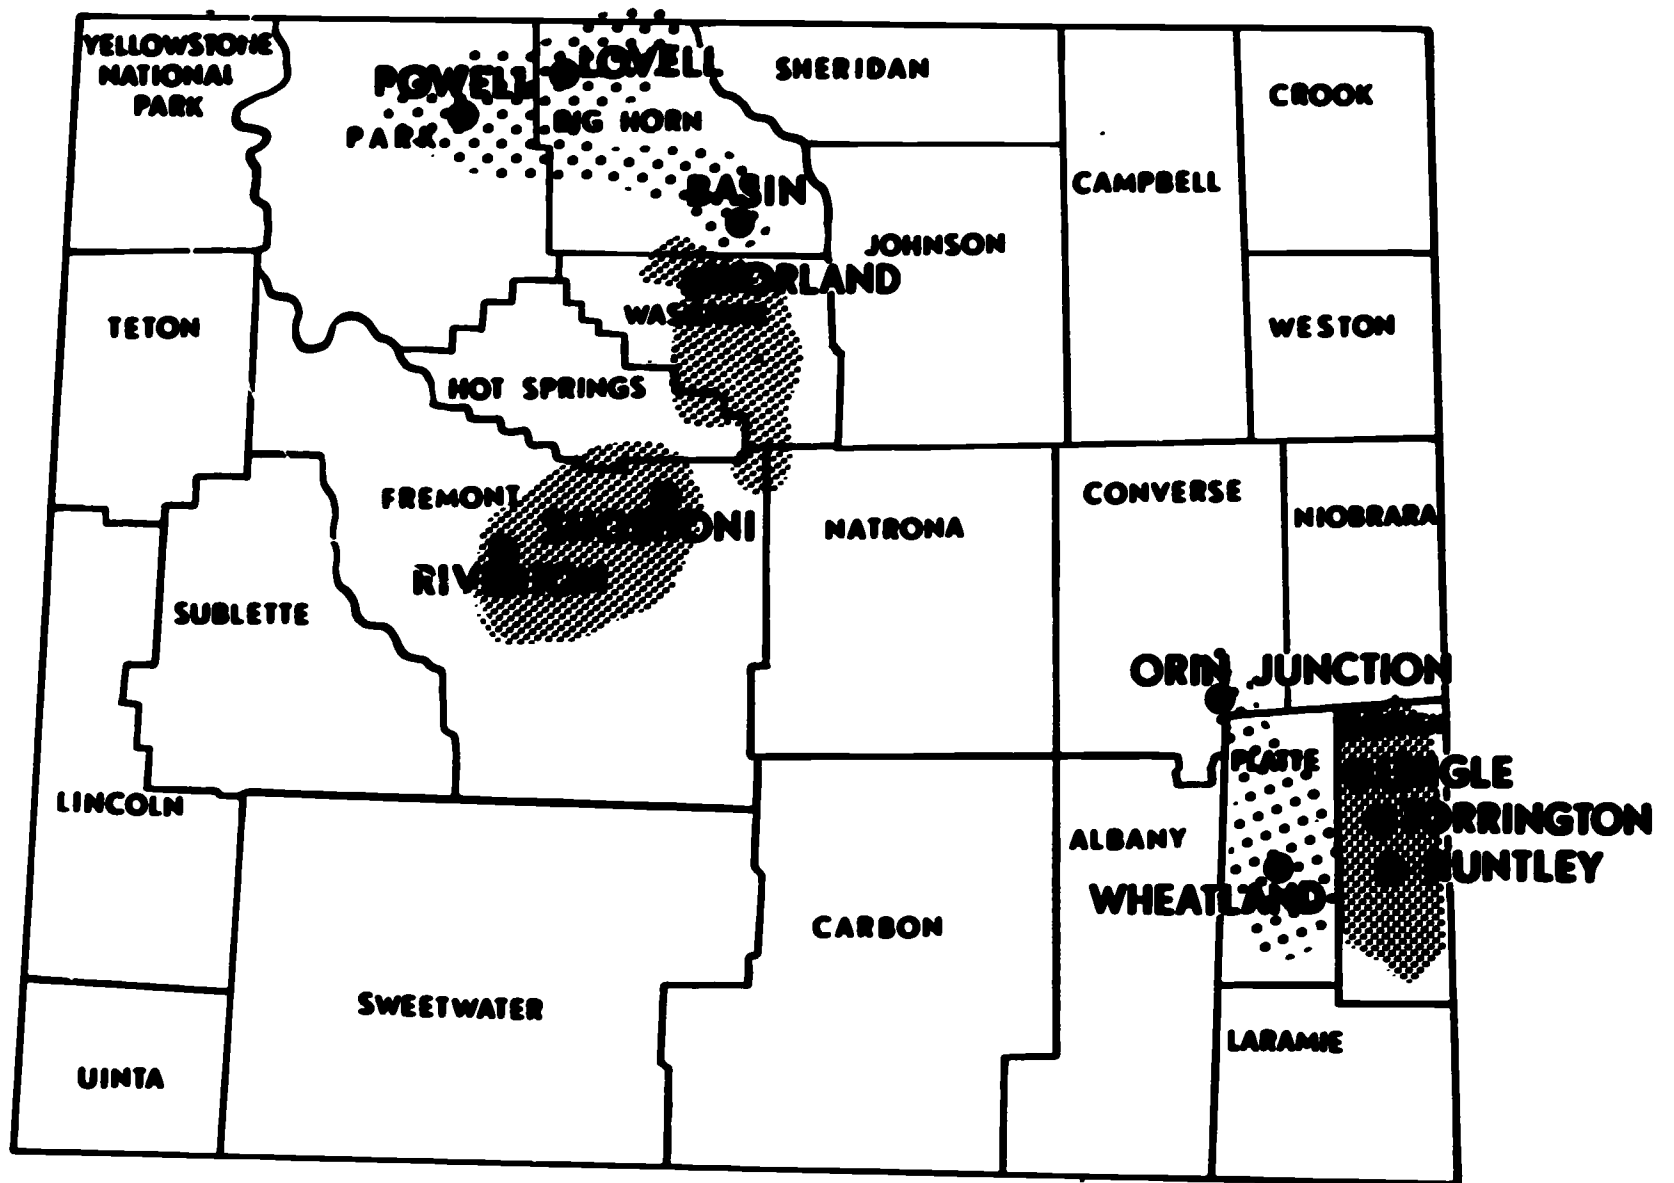 YELLOWSTONE
NATIONAL
PARK
POWELL
LOVELL
SHERIDAN
CROOK
PARK
BIG HORN
CAMPBELL
BASIN
JOHNSON
TETON
WESTON
HOT SPRINGS
FREMONT
CONVERSE
NIOBRARA
NATRONA
SUBLETTE
ORIN JUNCTION
PLATTE
LINCOLN
TORRINGTON
ALBANY
HUNTLEY
WHEATLAND
CARBON
SWEETWATER
LARAMIE
UINTA